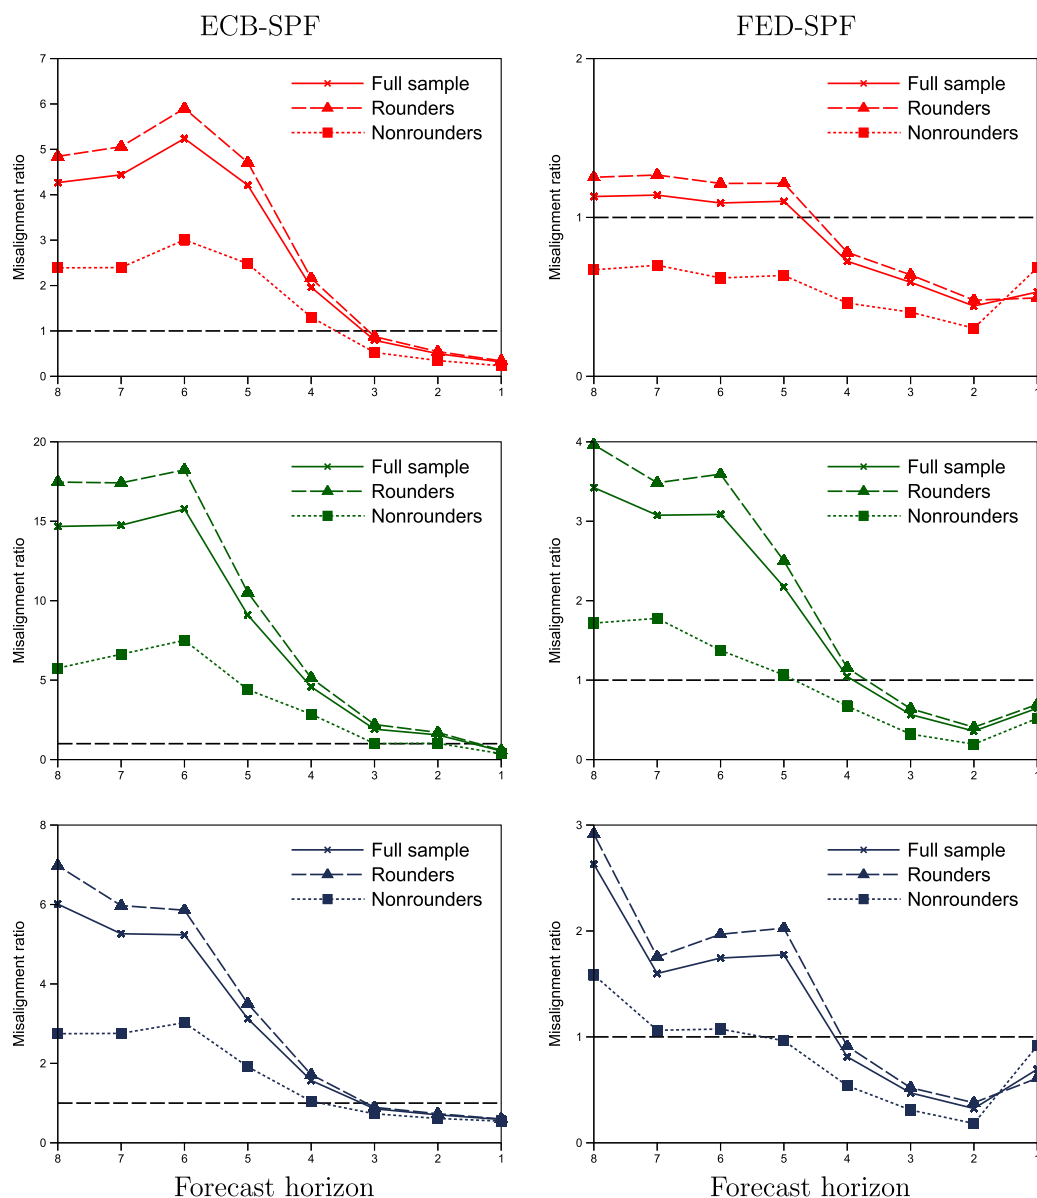 ECB-SPF
FED-SPF
Misalignment ratio
7
6
5
4
3
2
1
0
8 7 6 5 4 3 2 1
Full sample
Rounders
Nonrounders
Misalignment ratio
2
1
0
8 7 6 5 4 3 2 1
Full sample
Rounders
Nonrounders
Misalignment ratio
20
15
10
5
0
8 7 6 5 4 3 2 1
Full sample
Rounders
Nonrounders
Misalignment ratio
4
3
2
1
0
8 7 6 5 4 3 2 1
Full sample
Rounders
Nonrounders
Misalignment ratio
8
6
4
2
0
8 7 6 5 4 3 2 1
Full sample
Rounders
Nonrounders
Misalignment ratio
3
2
1
0
8 7 6 5 4 3 2 1
Full sample
Rounders
Nonrounders
Forecast horizon
Forecast horizon